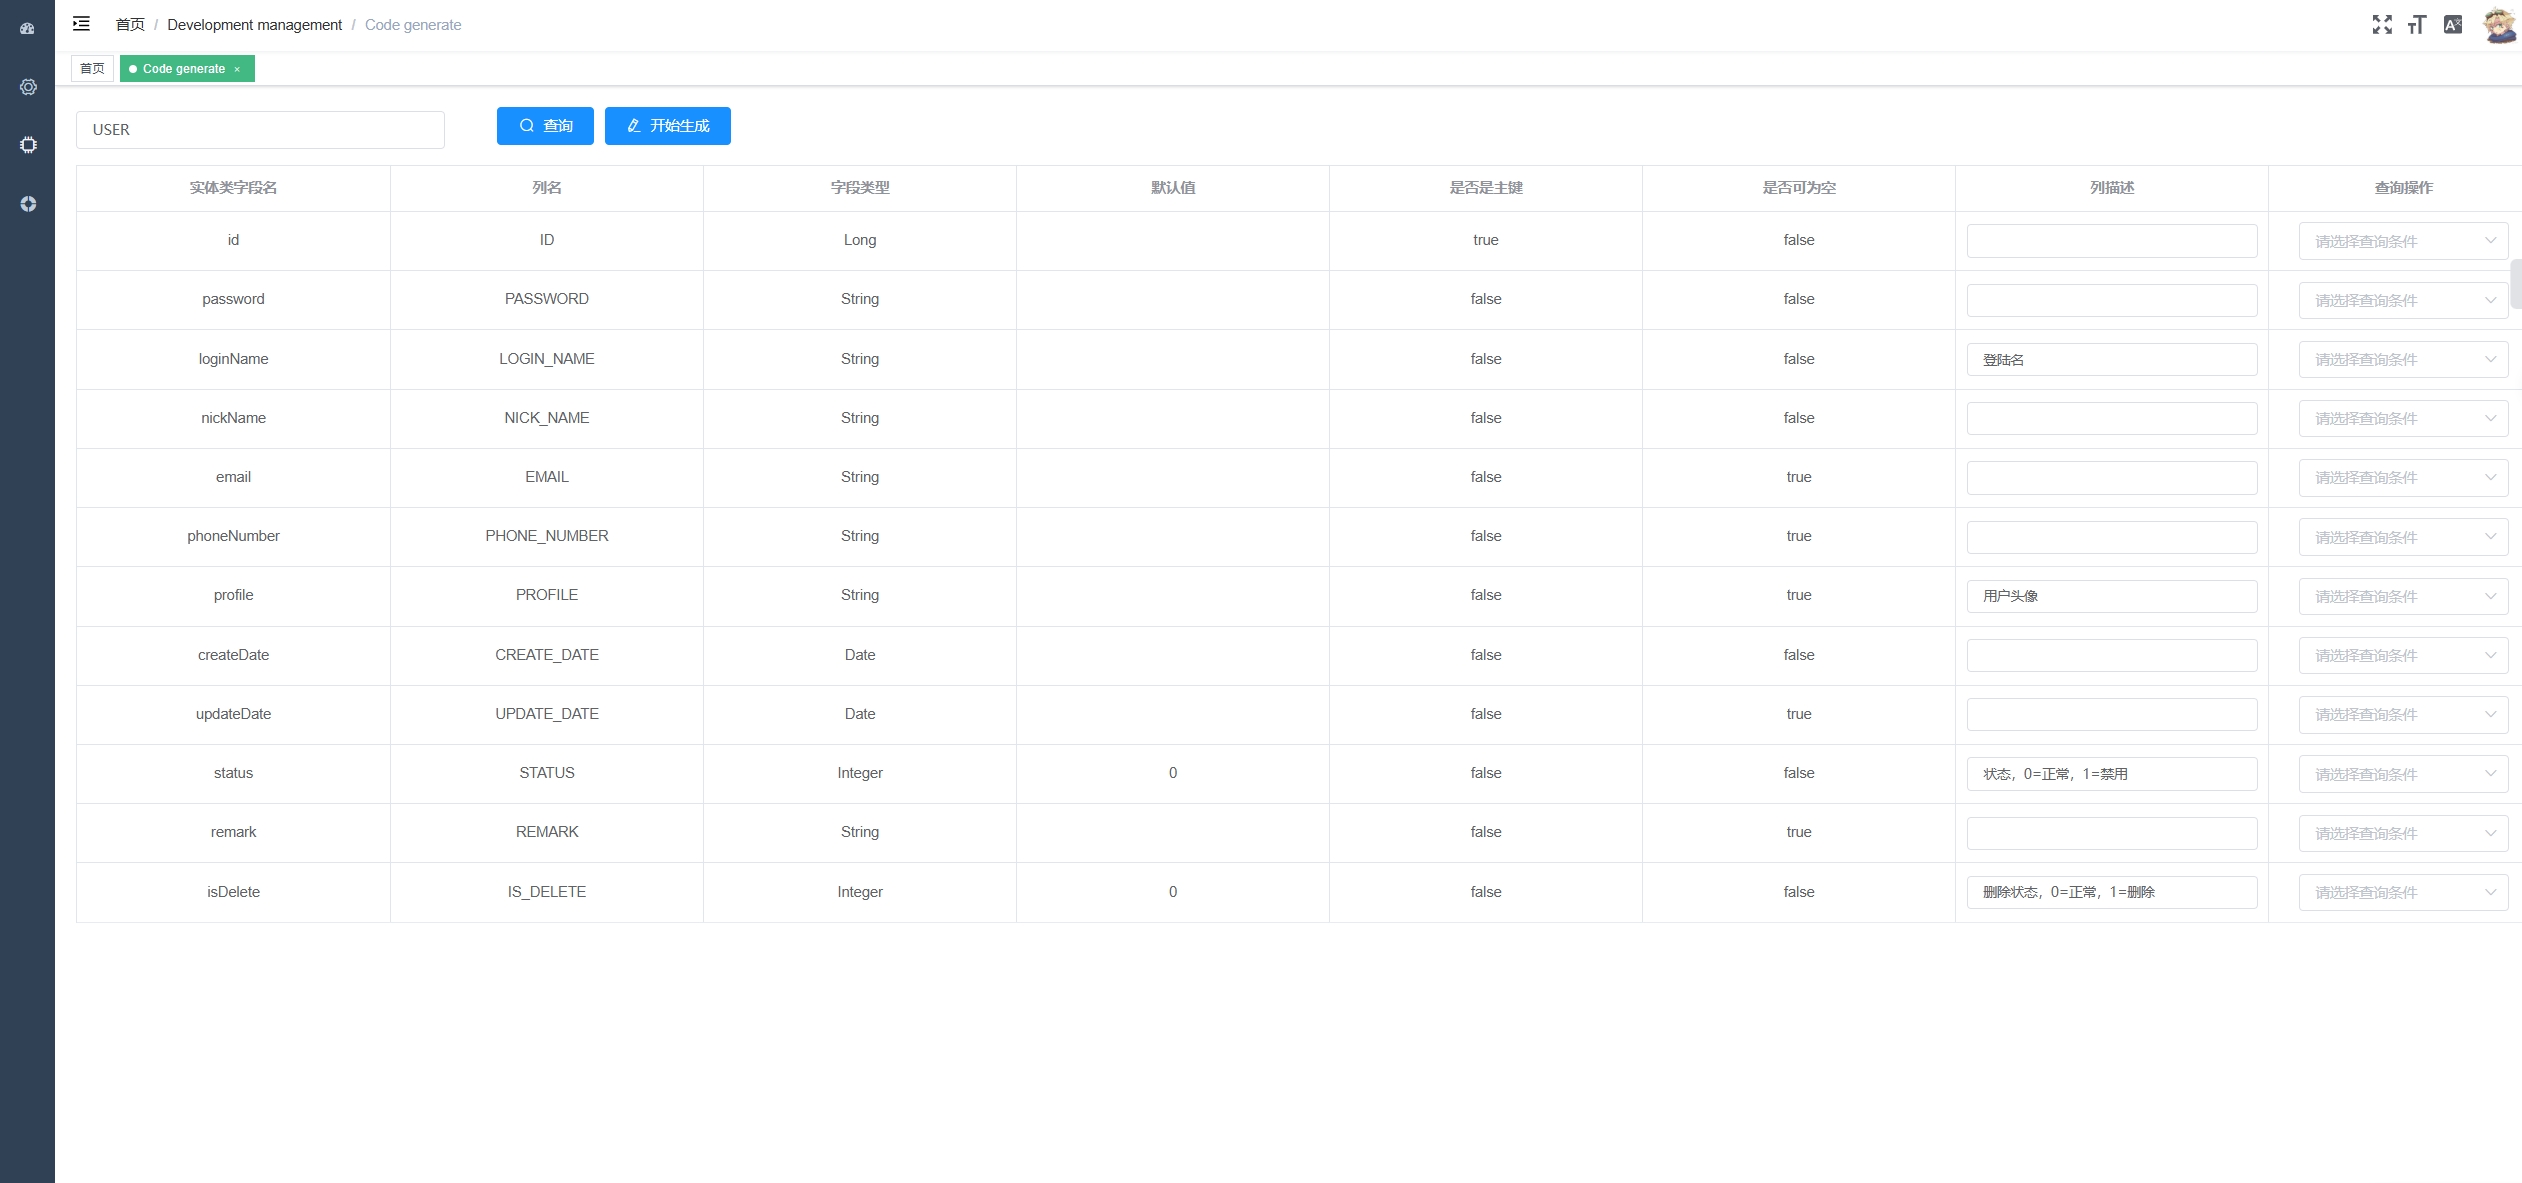 首页 / Development management / Code generate
首页 Code generate ×
USER 查询 开始生成
实体类字段名 列名 字段类型 默认值 是否是主键 是否可为空 列描述 查询操作
id ID Long true false 请选择查询条件
password PASSWORD String false false 请选择查询条件
loginName LOGIN_NAME String false false 登陆名 请选择查询条件
nickName NICK_NAME String false false 请选择查询条件
email EMAIL String false true 请选择查询条件
phoneNumber PHONE_NUMBER String false true 请选择查询条件
profile PROFILE String false true 用户头像 请选择查询条件
createDate CREATE_DATE Date false false 请选择查询条件
updateDate UPDATE_DATE Date false true 请选择查询条件
status STATUS Integer 0 false false 状态，0=正常，1=禁用 请选择查询条件
remark REMARK String false true 请选择查询条件
isDelete IS_DELETE Integer 0 false false 删除状态，0=正常，1=删除 请选择查询条件